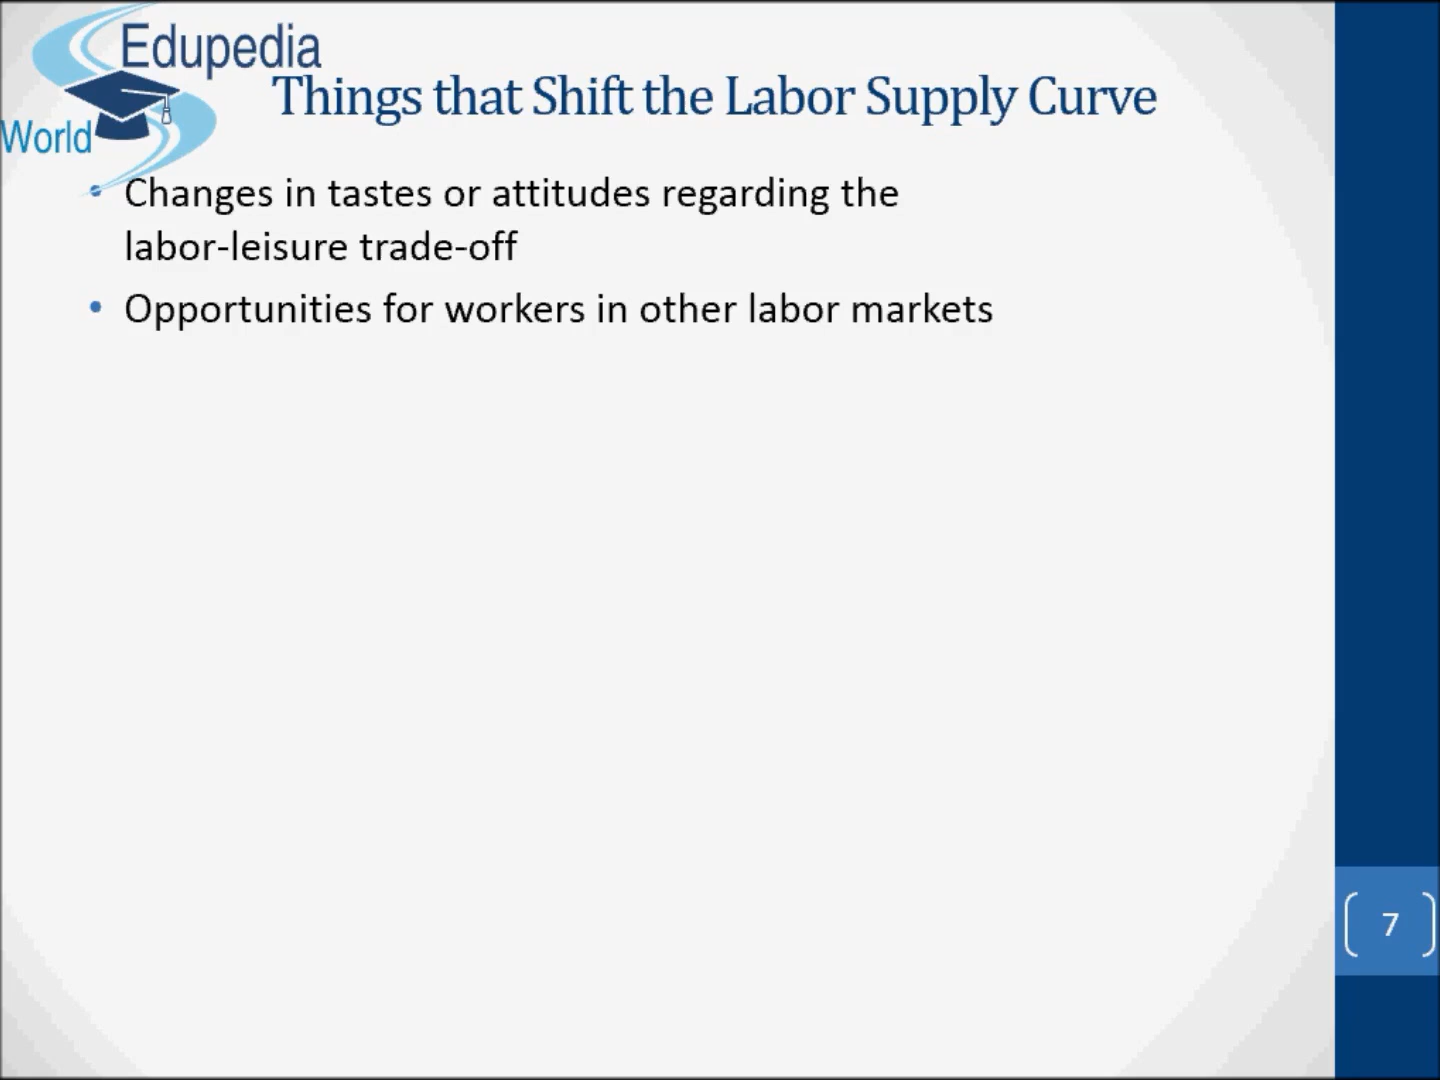 Edupedia
World
Things that Shift the Labor Supply Curve
• Changes in tastes or attitudes regarding the
labor-leisure trade-off
• Opportunities for workers in other labor markets
7